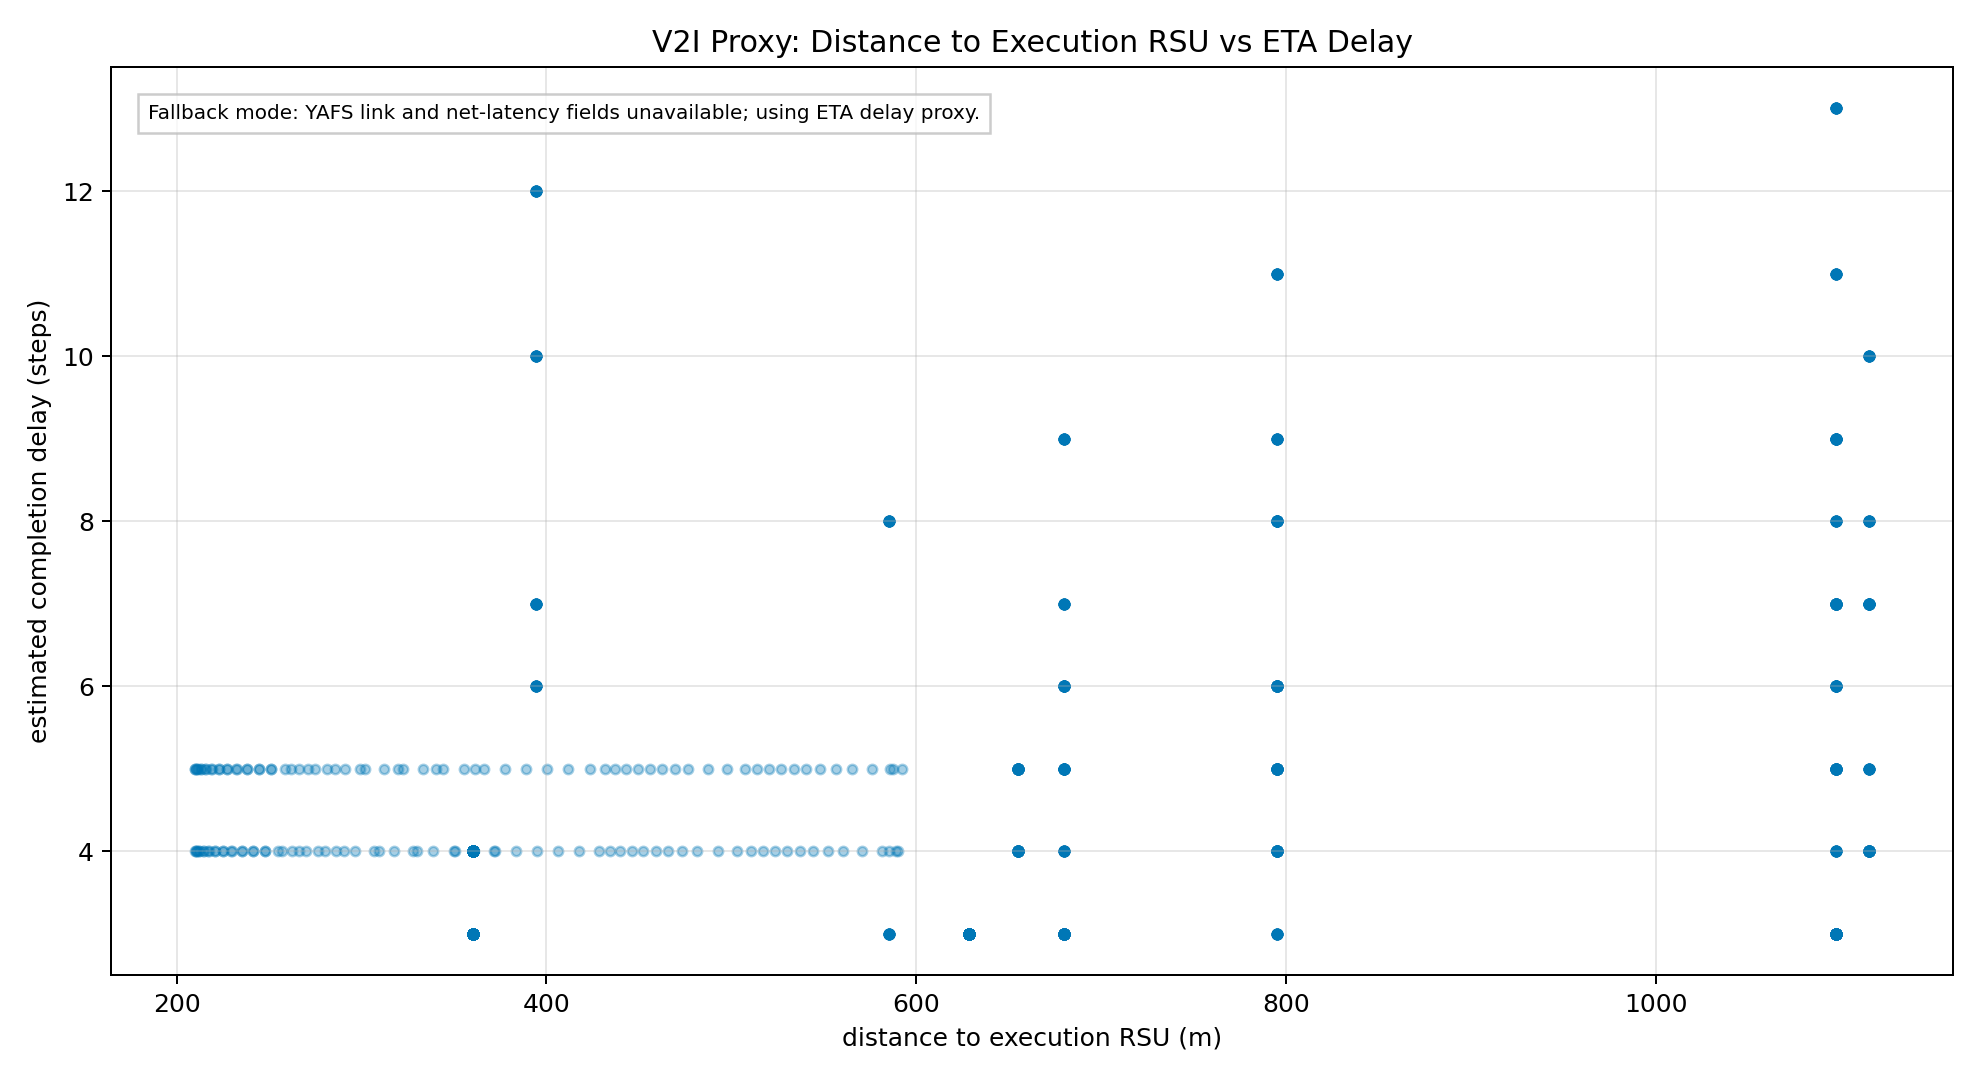 V2I Proxy: Distance to Execution RSU vs ETA Delay
Fallback mode: YAFS link and net-latency fields unavailable; using ETA delay proxy.
estimated completion delay (steps)
12
10
8
6
4
200 400 600 800 1000
distance to execution RSU (m)